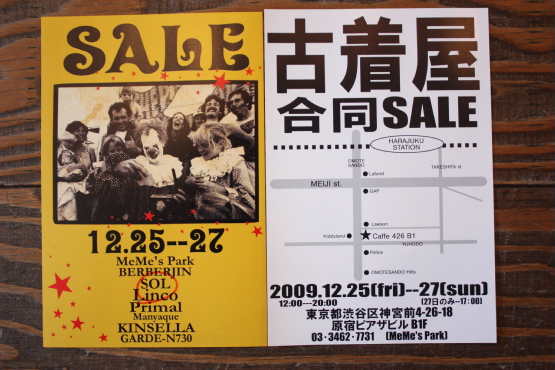 SALE
12.25--27
MeMe's Park
BERBERJIN
SOL
Linco
Primal
Manyaque
KINSELLA
GARDE-N730
古着屋
合同SALE
HARAJUKU
STATION
OMOTE
SANDO
TAKESHITA st
Laforet
MEIJI st.
GAP
Lawson
Kiddyland
Caffe 426 B1
YUHODO
Police
OMOTESANDO Hills
2009.12.25(fri)--27(sun)
12:00---20:00 (27日のみ--17:00)
東京都渋谷区神宮前4-26-18
原宿ピアザビル B1F
03-3462-7731 (MeMe's Park)